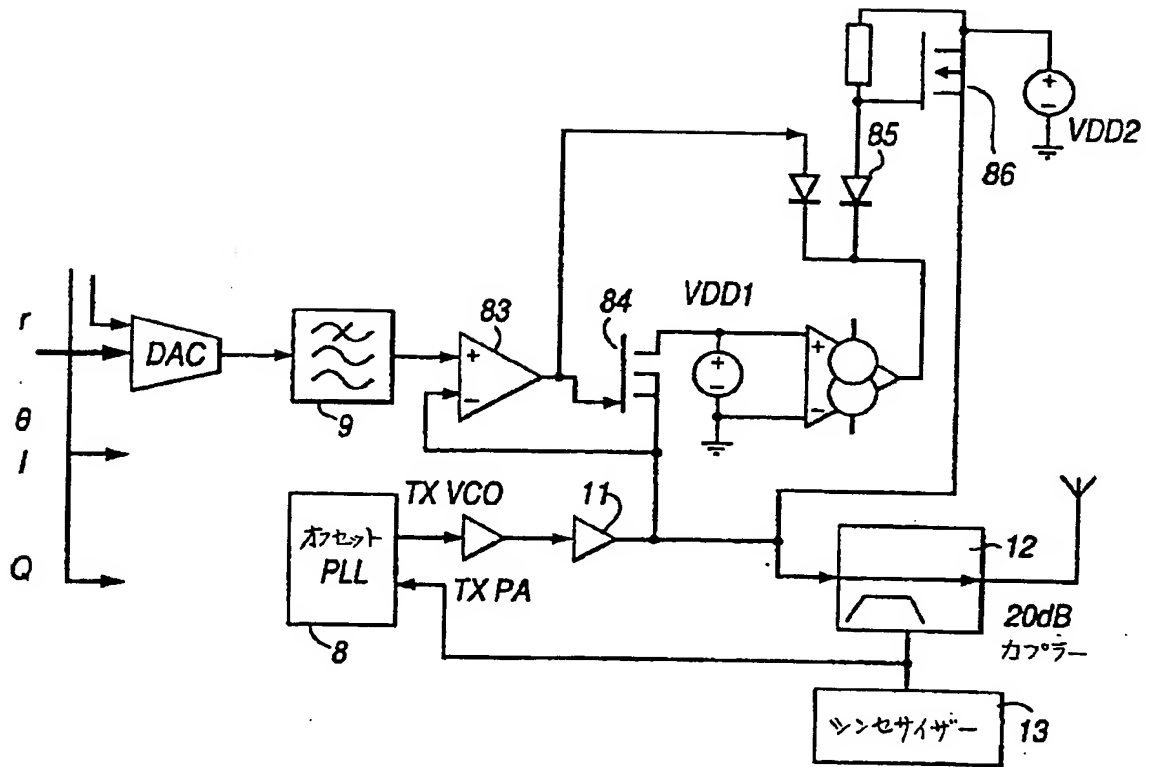 VDD2
86
85
VDD1
84
83
r
DAC
9
θ
I
Q
TX VCO
11
オフセット
PLL
TX PA
8
12
20dB
カプラー
シンセサイザー
13
+
−
+
−
+
−
+
−